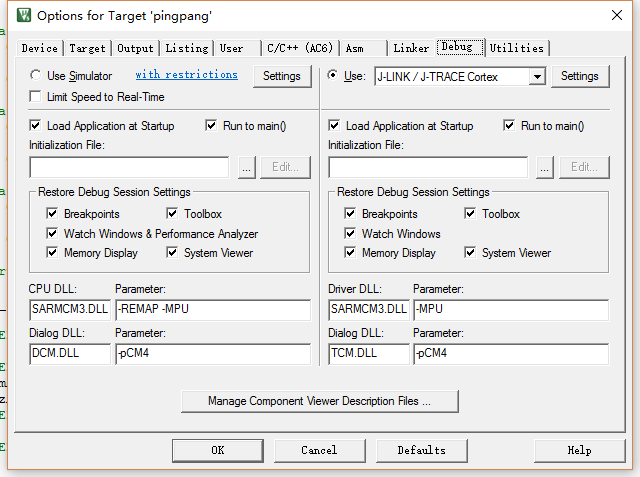 Options for Target 'pingpang'
Device Target Output Listing User C/C++ (AC6) Asm Linker Debug Utilities
Use Simulator with restrictions Settings
Limit Speed to Real-Time
Use: J-LINK / J-TRACE Cortex Settings
Load Application at Startup Run to main()
Initialization File:
... Edit...
Load Application at Startup Run to main()
Initialization File:
... Edit...
Restore Debug Session Settings
Breakpoints Toolbox
Watch Windows & Performance Analyzer
Memory Display System Viewer
Restore Debug Session Settings
Breakpoints Toolbox
Watch Windows
Memory Display System Viewer
CPU DLL: Parameter:
SARMCM3.DLL -REMAP -MPU
Dialog DLL: Parameter:
DCM.DLL -pCM4
Driver DLL: Parameter:
SARMCM3.DLL -MPU
Dialog DLL: Parameter:
TCM.DLL -pCM4
Manage Component Viewer Description Files ...
OK Cancel Defaults Help